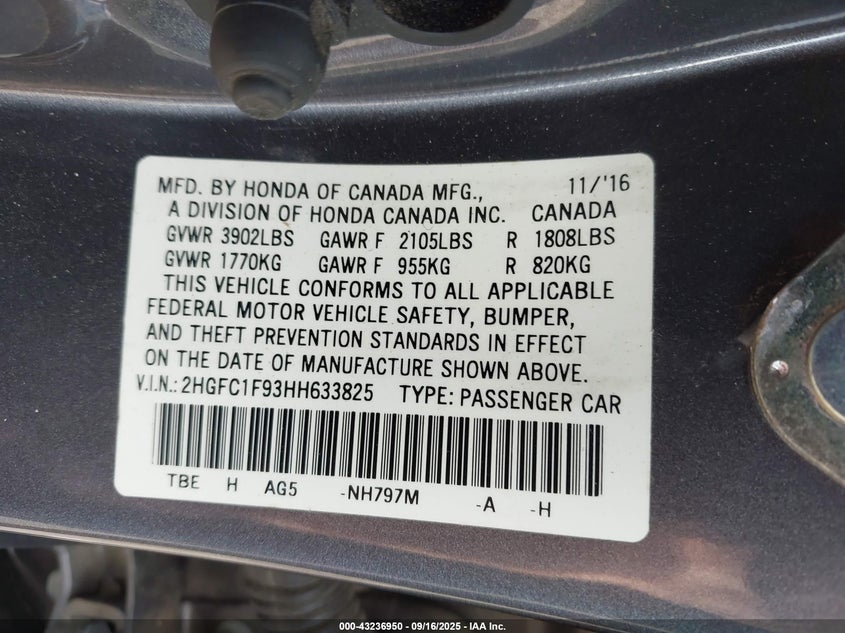 MFD. BY HONDA OF CANADA MFG., 11/'16
A DIVISION OF HONDA CANADA INC. CANADA
GVWR 3902LBS GAWR F 2105LBS R 1808LBS
GVWR 1770KG GAWR F 955KG R 820KG
THIS VEHICLE CONFORMS TO ALL APPLICABLE
FEDERAL MOTOR VEHICLE SAFETY, BUMPER,
AND THEFT PREVENTION STANDARDS IN EFFECT
ON THE DATE OF MANUFACTURE SHOWN ABOVE.
V.I.N.: 2HGFC1F93HH633825 TYPE: PASSENGER CAR
TBE H AG5 -NH797M -A -H
000-43236950 - 09/16/2025 - IAA Inc.